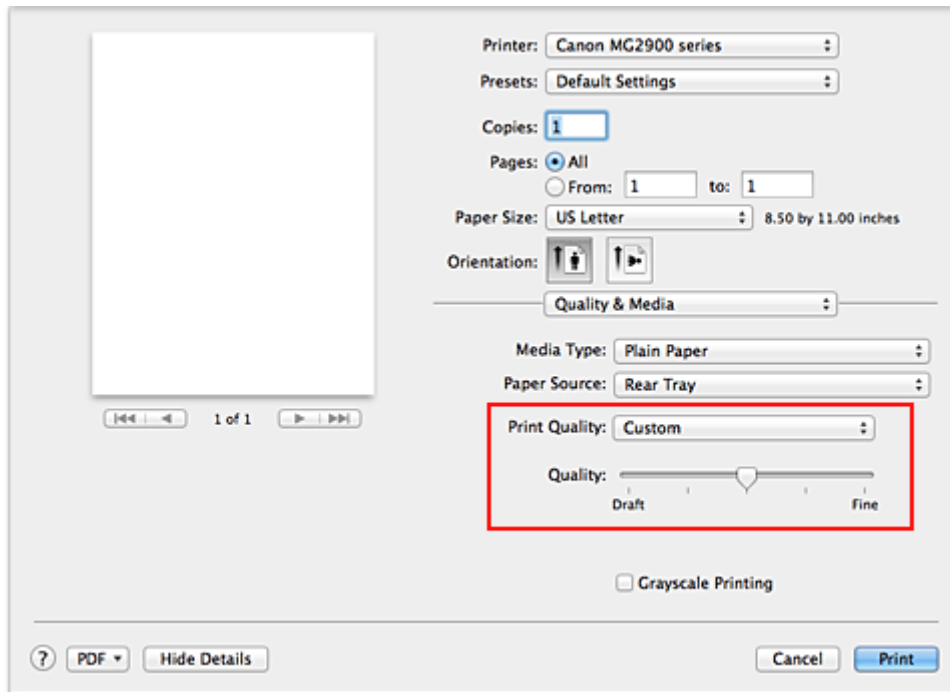 Printer: Canon MG2900 series
Presets: Default Settings
Copies: 1
Pages: All
From: 1 to: 1
Paper Size: US Letter 8.50 by 11.00 inches
Orientation:
Quality & Media
Media Type: Plain Paper
Paper Source: Rear Tray
1 of 1
Print Quality: Custom
Quality:
Draft Fine
Grayscale Printing
? PDF Hide Details Cancel Print